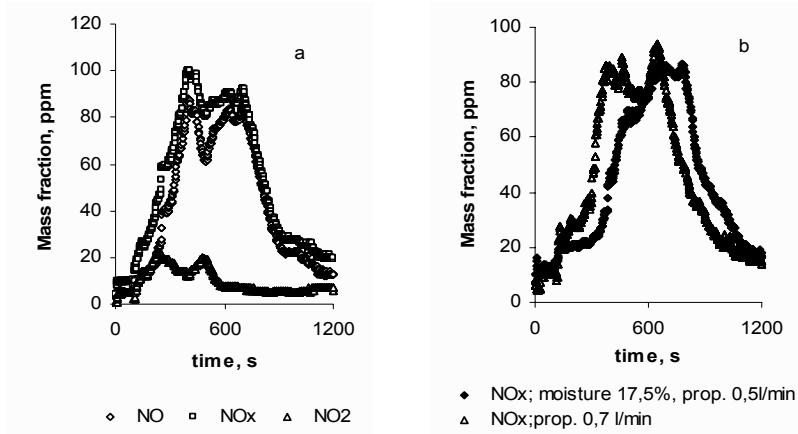 a
Mass fraction, ppm
120
100
80
60
40
20
0
0 600 1200
time, s
NO NOx NO2
b
Mass fraction, ppm
100
80
60
40
20
0
0 600 1200
time, s
NOx; moisture 17,5%, prop. 0,5l/min
NOx;prop. 0,7 l/min